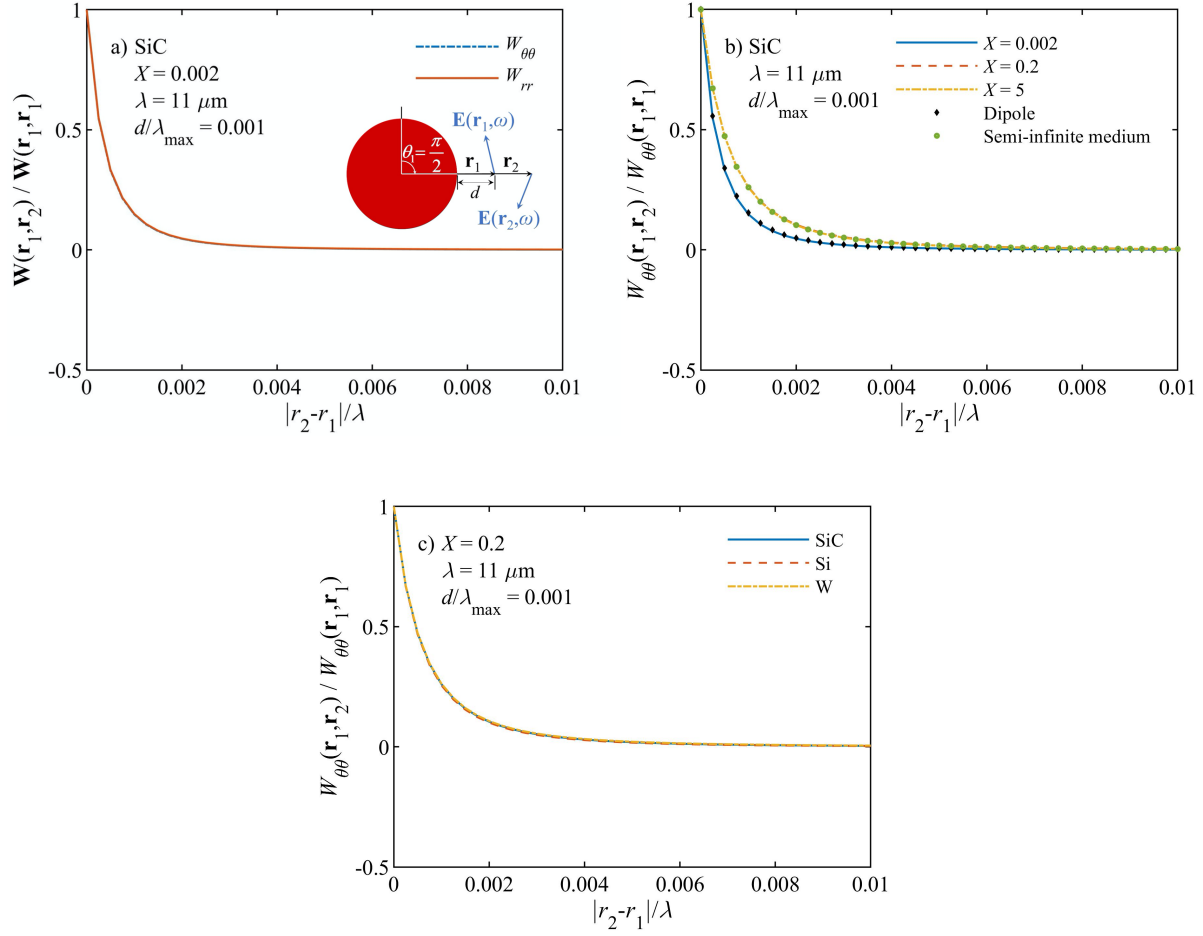 a) SiC
X = 0.002
λ = 11 μm
d/λmax = 0.001
Wθθ
Wrr
θ1 = π/2
r1 r2
d
E(r1,ω)
E(r2,ω)
W(r1,r2) / W(r1,r1)
1
0.5
0
-0.5
0 0.002 0.004 0.006 0.008 0.01
|r2-r1|/λ
b) SiC
λ = 11 μm
d/λmax = 0.001
X = 0.002
X = 0.2
X = 5
Dipole
Semi-infinite medium
Wθθ(r1,r2) / Wθθ(r1,r1)
1
0.5
0
-0.5
0 0.002 0.004 0.006 0.008 0.01
|r2-r1|/λ
c) X = 0.2
λ = 11 μm
d/λmax = 0.001
SiC
Si
W
Wθθ(r1,r2) / Wθθ(r1,r1)
1
0.5
0
-0.5
0 0.002 0.004 0.006 0.008 0.01
|r2-r1|/λ